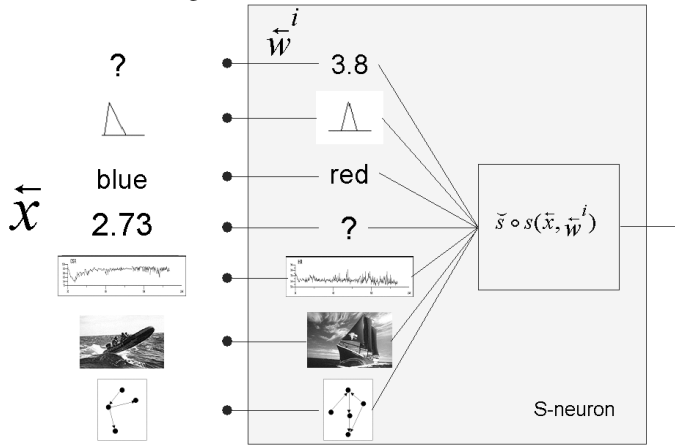 w⃖ⁱ
? 3.8
blue red
x⃖ 2.73 ?
s̆ ∘ s(x⃖, w⃖ⁱ)
S-neuron